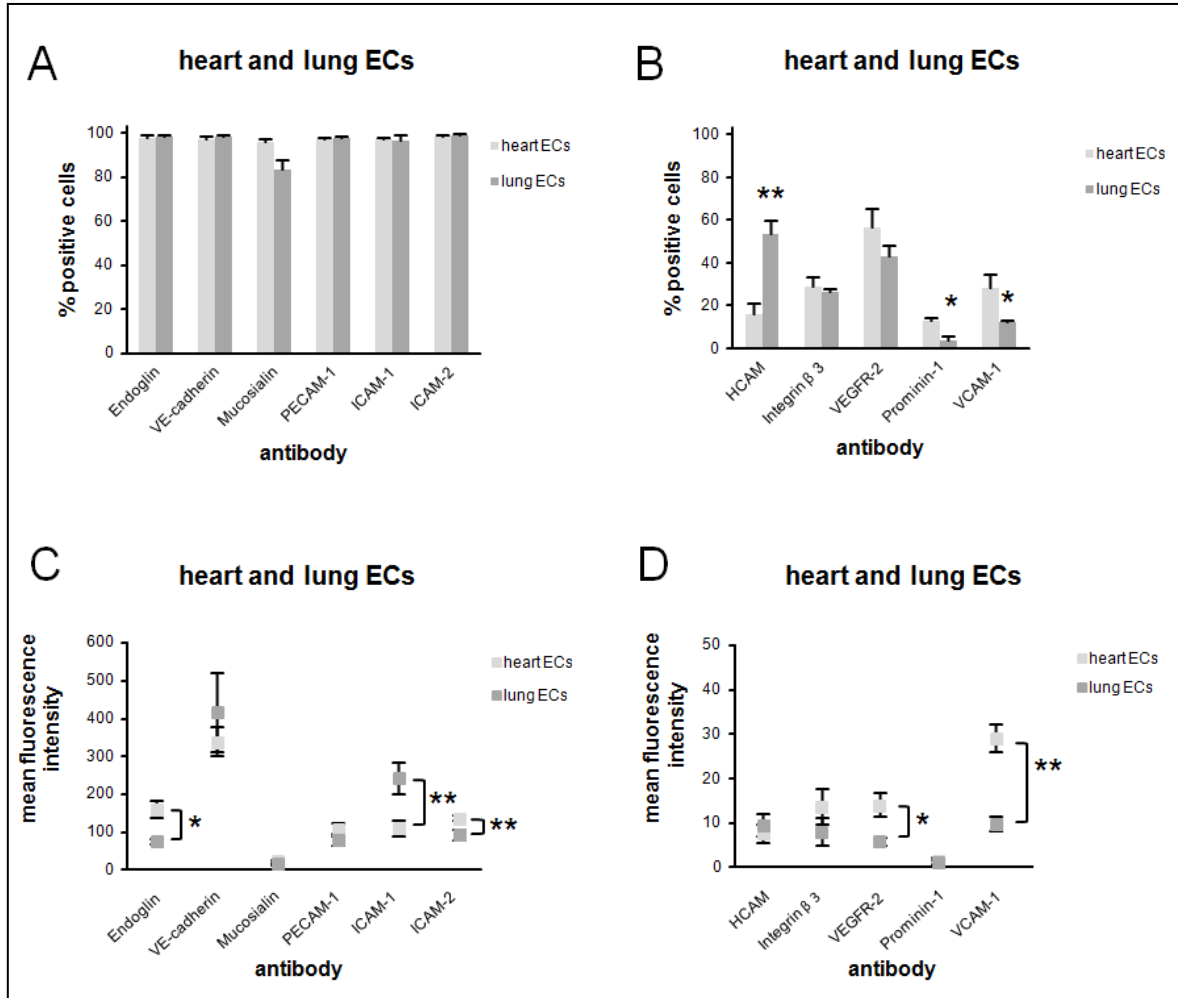 A
heart and lung ECs
% positive cells
100
80
60
40
20
0
heart ECs
lung ECs
Endoglin
VE-cadherin
Mucosialin
PECAM-1
ICAM-1
ICAM-2
antibody
B
heart and lung ECs
% positive cells
100
80
60
40
20
0
**
*
*
heart ECs
lung ECs
HCAM
Integrin β 3
VEGFR-2
Prominin-1
VCAM-1
antibody
C
heart and lung ECs
mean fluorescence
intensity
600
500
400
300
200
100
0
*
**
**
heart ECs
lung ECs
Endoglin
VE-cadherin
Mucosialin
PECAM-1
ICAM-1
ICAM-2
antibody
D
heart and lung ECs
mean fluorescence
intensity
50
40
30
20
10
0
*
**
heart ECs
lung ECs
HCAM
Integrin β 3
VEGFR-2
Prominin-1
VCAM-1
antibody